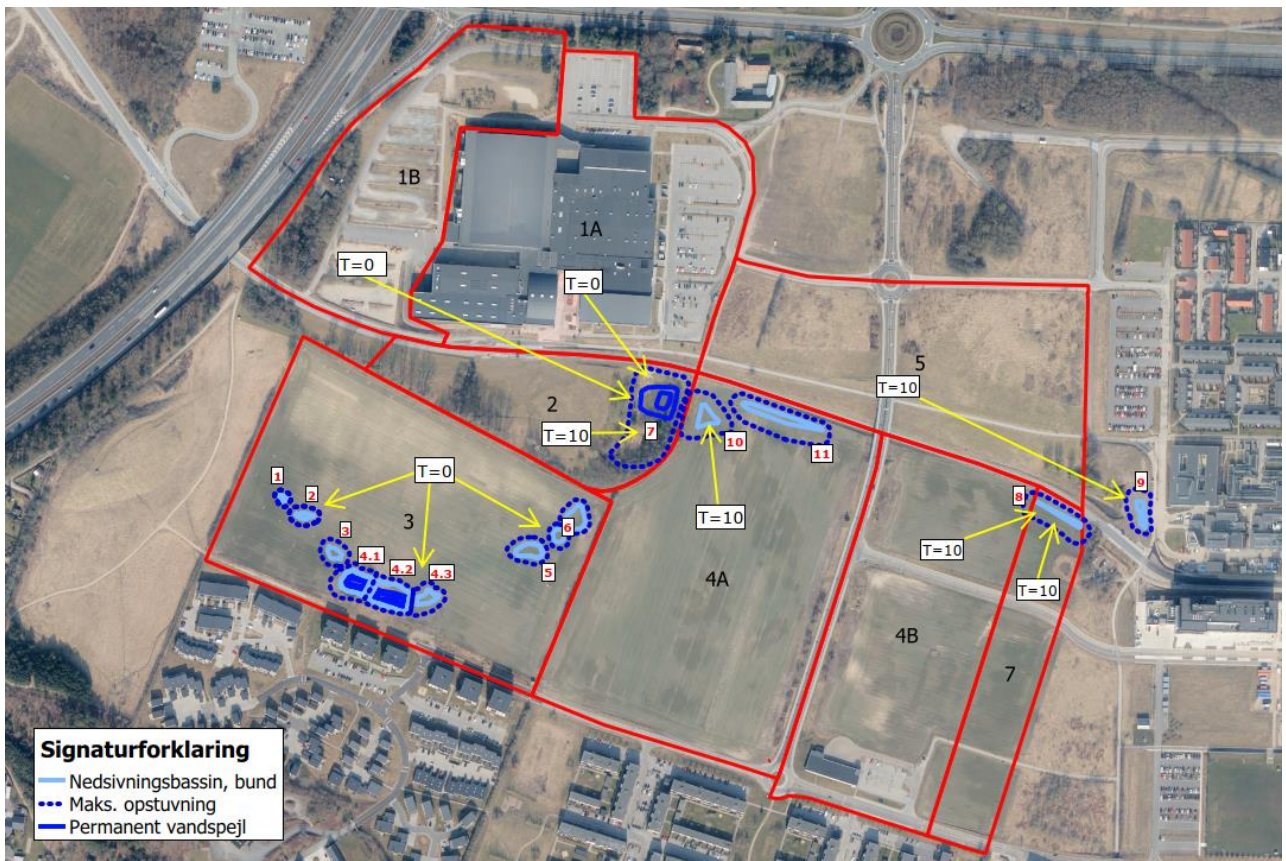 1B
1A
T=0
T=0
5
T=10
2
T=10
7
10
11
T=10
1
2
T=0
3
3
4.1
4.2
4.3
6
5
8
9
T=10
T=10
4A
4B
7
Signaturforklaring
Nedsivningsbassin, bund
Maks. opstuvning
Permanent vandspejl